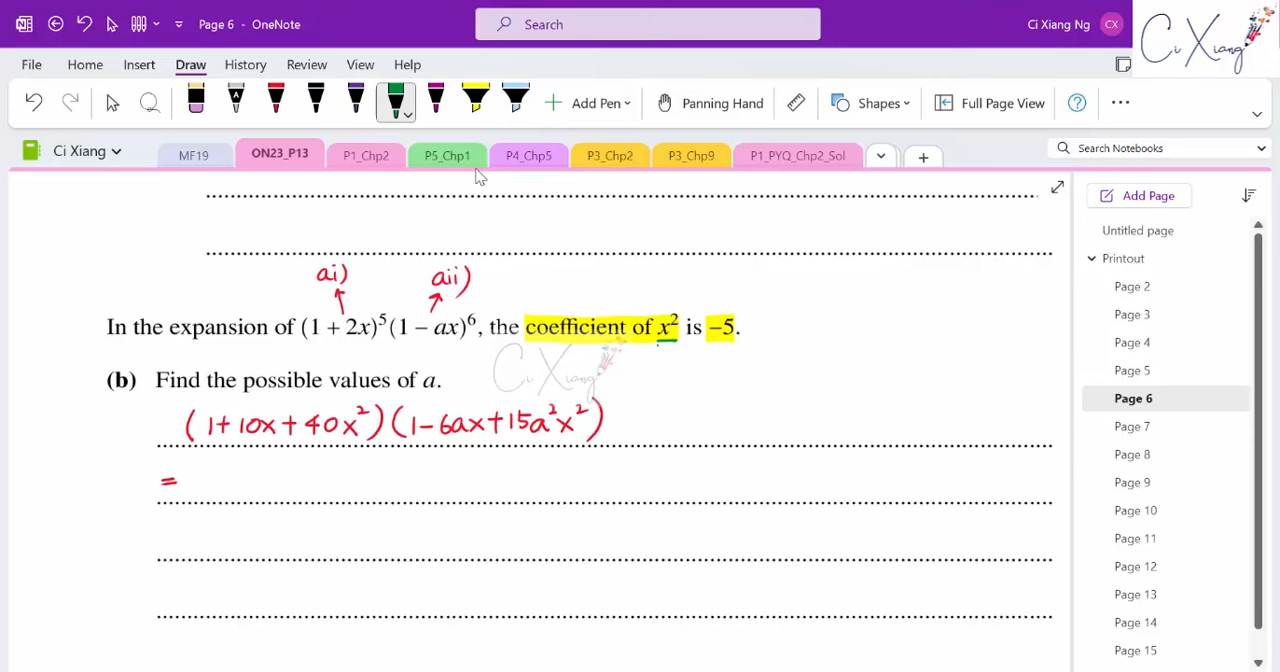 Page 6 - OneNote
Search
Ci Xiang Ng
CX
Ci Xiang
File Home Insert Draw History Review View Help
A
Add Pen
Panning Hand
Shapes
Full Page View
?
Ci Xiang
MF19
ON23_P13
P1_Chp2
P5_Chp1
P4_Chp5
P3_Chp2
P3_Chp9
P1_PYQ_Chp2_Sol
Search Notebooks
Add Page
Untitled page
Printout
Page 2
Page 3
Page 4
Page 5
Page 6
Page 7
Page 8
Page 9
Page 10
Page 11
Page 12
Page 13
Page 14
Page 15
ai) aii)
In the expansion of (1 + 2x)⁵(1 − ax)⁶, the coefficient of x² is −5.
Ci Xiang
(b) Find the possible values of a.
(1+10x+40x²)(1-6ax+15a²x²)
=